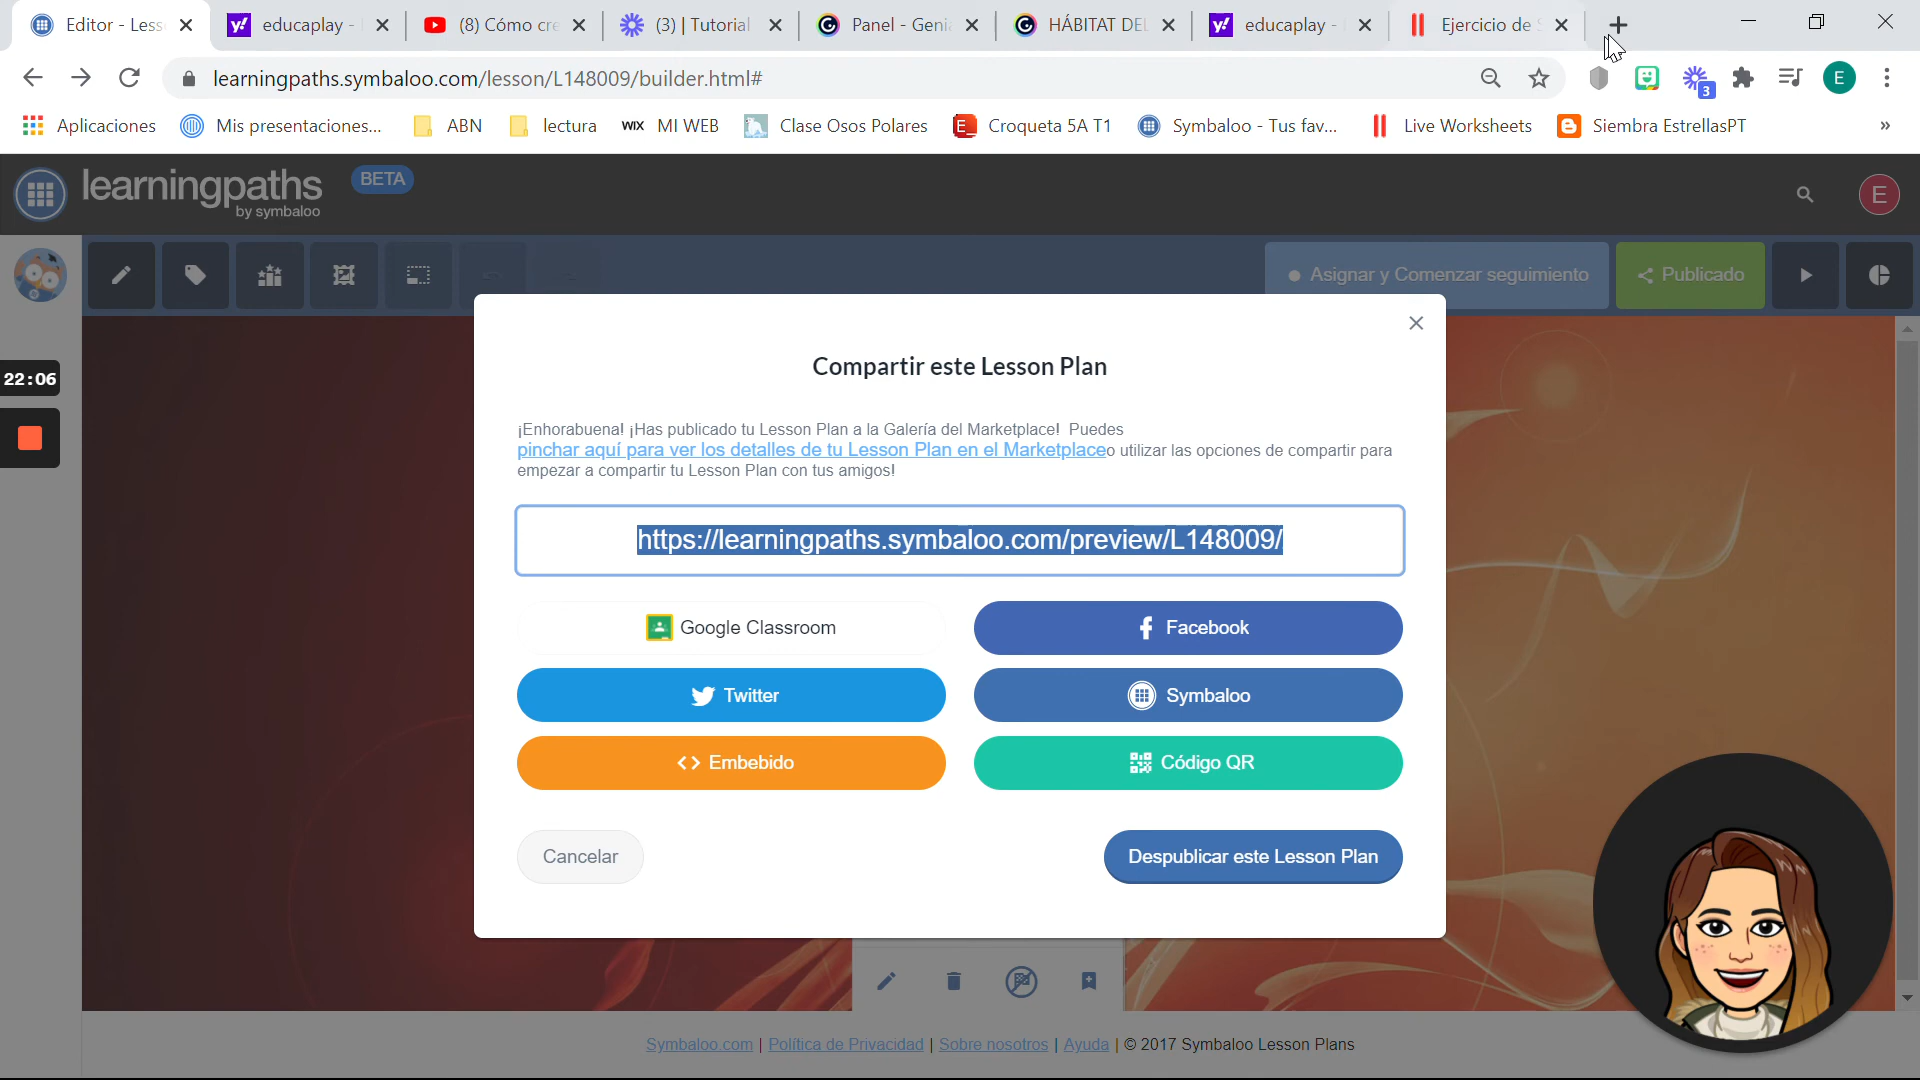 Editor - Less
educaplay -
(8) Cómo cre
(3) | Tutorial
Panel - Genia
HÁBITAT DEL
educaplay -
Ejercicio de S
learningpaths.symbaloo.com/lesson/L148009/builder.html#
E
3
Aplicaciones
Mis presentaciones...
ABN
lectura
WIX MI WEB
Clase Osos Polares
Croqueta 5A T1
Symbaloo - Tus fav...
Live Worksheets
Siembra EstrellasPT
»
learningpaths
by symbaloo
BETA
E
Asignar y Comenzar seguimiento
Publicado
22:06
Compartir este Lesson Plan
¡Enhorabuena! ¡Has publicado tu Lesson Plan a la Galería del Marketplace! Puedes
pinchar aquí para ver los detalles de tu Lesson Plan en el Marketplaceo utilizar las opciones de compartir para
empezar a compartir tu Lesson Plan con tus amigos!
https://learningpaths.symbaloo.com/preview/L148009/
Google Classroom
Facebook
Twitter
Symbaloo
Embebido
Código QR
Cancelar
Despublicar este Lesson Plan
Symbaloo.com | Política de Privacidad | Sobre nosotros | Ayuda | © 2017 Symbaloo Lesson Plans